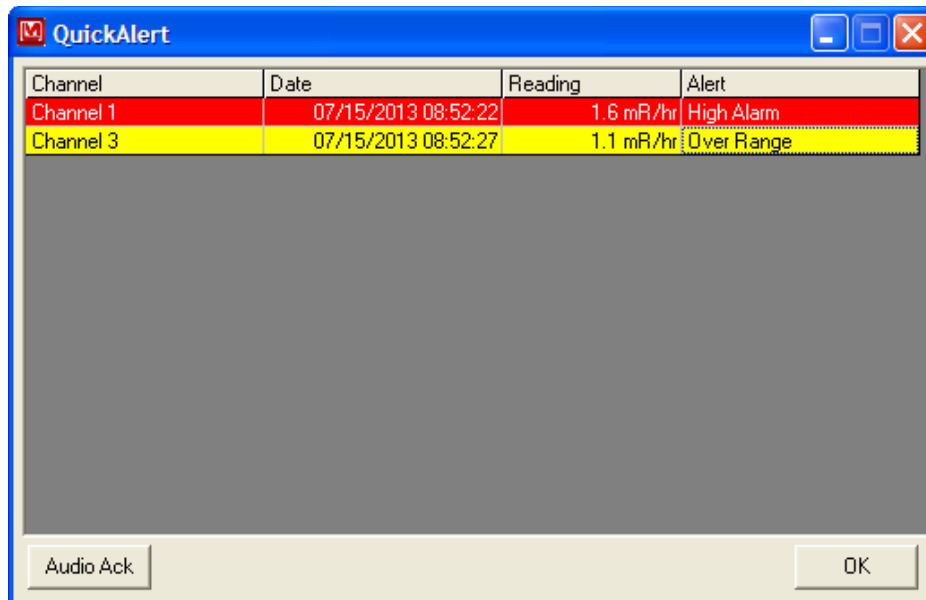 QuickAlert
Channel Date Reading Alert
Channel 1 07/15/2013 08:52:22 1.6 mR/hr High Alarm
Channel 3 07/15/2013 08:52:27 1.1 mR/hr Over Range
Audio Ack OK